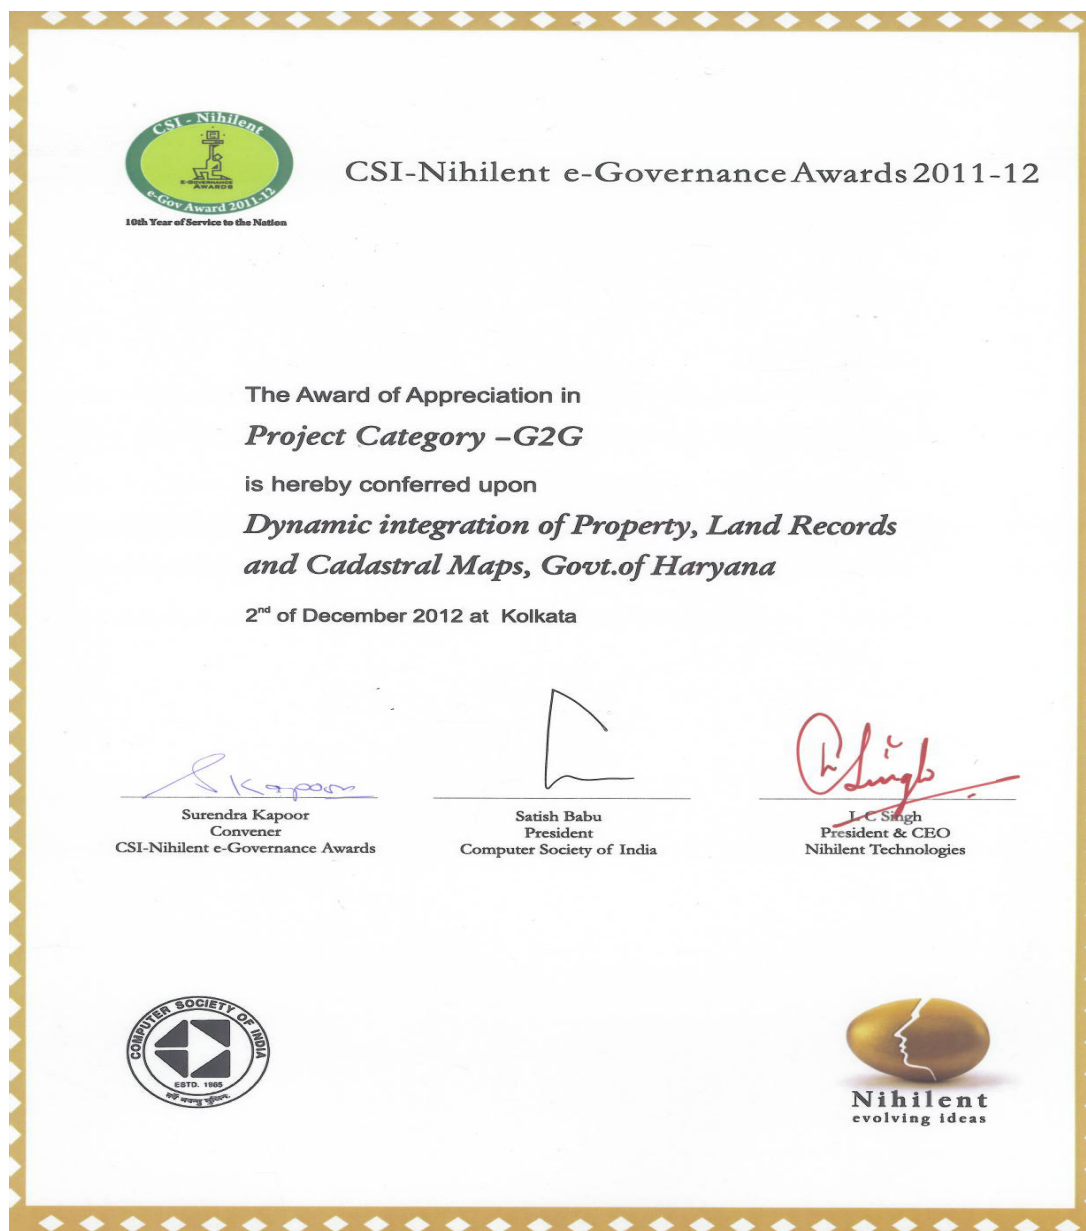 CSI - Nihilent
E-GOVERNANCE
AWARDS
e-Gov Award 2011-12
10th Year of Service to the Nation
CSI-Nihilent e-Governance Awards 2011-12
The Award of Appreciation in
Project Category –G2G
is hereby conferred upon
Dynamic integration of Property, Land Records
and Cadastral Maps, Govt.of Haryana
2nd of December 2012 at Kolkata
S Kapoor
Singh
Surendra Kapoor
Convener
CSI-Nihilent e-Governance Awards
Satish Babu
President
Computer Society of India
L C Singh
President & CEO
Nihilent Technologies
COMPUTER SOCIETY OF INDIA
ESTD. 1965
Nihilent
evolving ideas